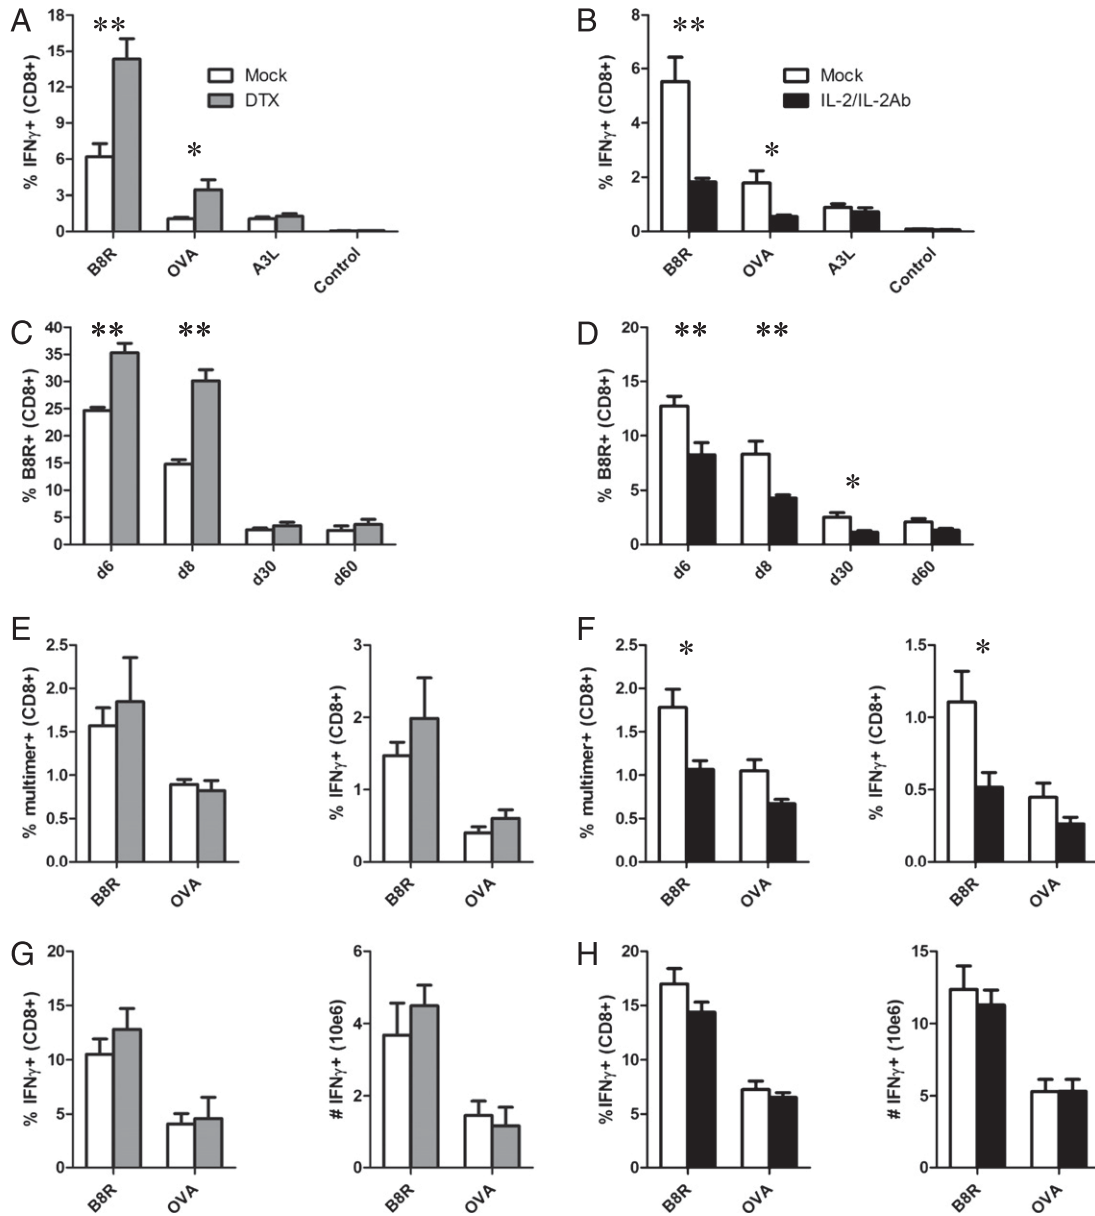 A
% IFNγ+ (CD8+)
18
15
12
9
6
3
0
**
*
Mock
DTX
B8R
OVA
A3L
Control
B
% IFNγ+ (CD8+)
8
6
4
2
0
**
*
Mock
IL-2/IL-2Ab
B8R
OVA
A3L
Control
C
% B8R+ (CD8+)
40
35
30
25
20
15
10
5
0
**
**
d6
d8
d30
d60
D
% B8R+ (CD8+)
20
15
10
5
0
**
**
*
d6
d8
d30
d60
E
% multimer+ (CD8+)
2.5
2.0
1.5
1.0
0.5
0.0
B8R
OVA
% IFNγ+ (CD8+)
3
2
1
0
B8R
OVA
F
% multimer+ (CD8+)
2.5
2.0
1.5
1.0
0.5
0.0
*
B8R
OVA
% IFNγ+ (CD8+)
1.5
1.0
0.5
0.0
*
B8R
OVA
G
% IFNγ+ (CD8+)
20
15
10
5
0
B8R
OVA
# IFNγ+ (10e6)
6
4
2
0
B8R
OVA
H
%IFNγ+ (CD8+)
20
15
10
5
0
B8R
OVA
# IFNγ+ (10e6)
15
10
5
0
B8R
OVA